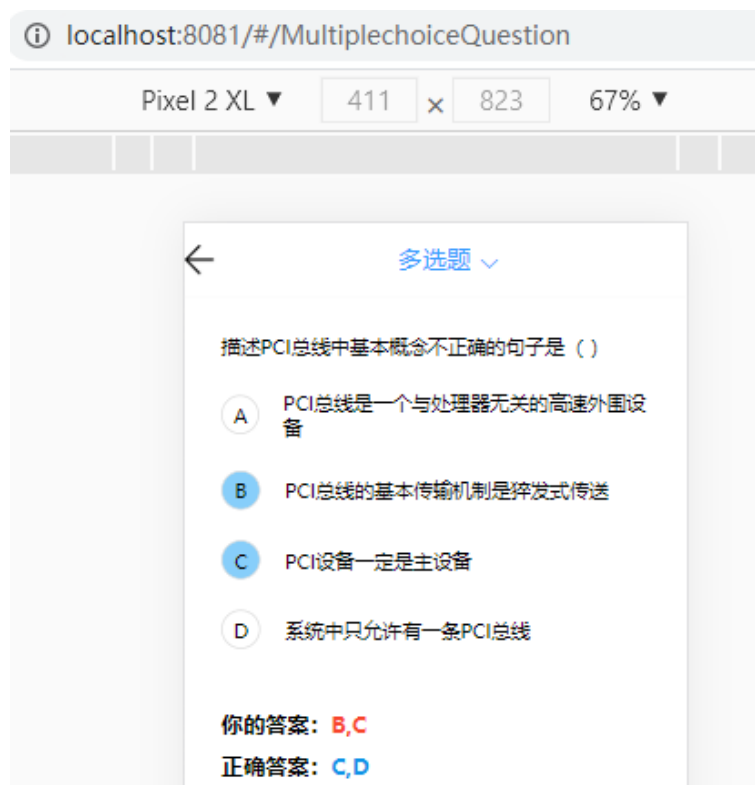 localhost:8081/#/MultiplechoiceQuestion
Pixel 2 XL ▼ 411 × 823 67% ▼
多选题
描述PCI总线中基本概念不正确的句子是（ ）
A PCI总线是一个与处理器无关的高速外围设
备
B PCI总线的基本传输机制是猝发式传送
C PCI设备一定是主设备
D 系统中只允许有一条PCI总线
你的答案：B,C
正确答案：C,D